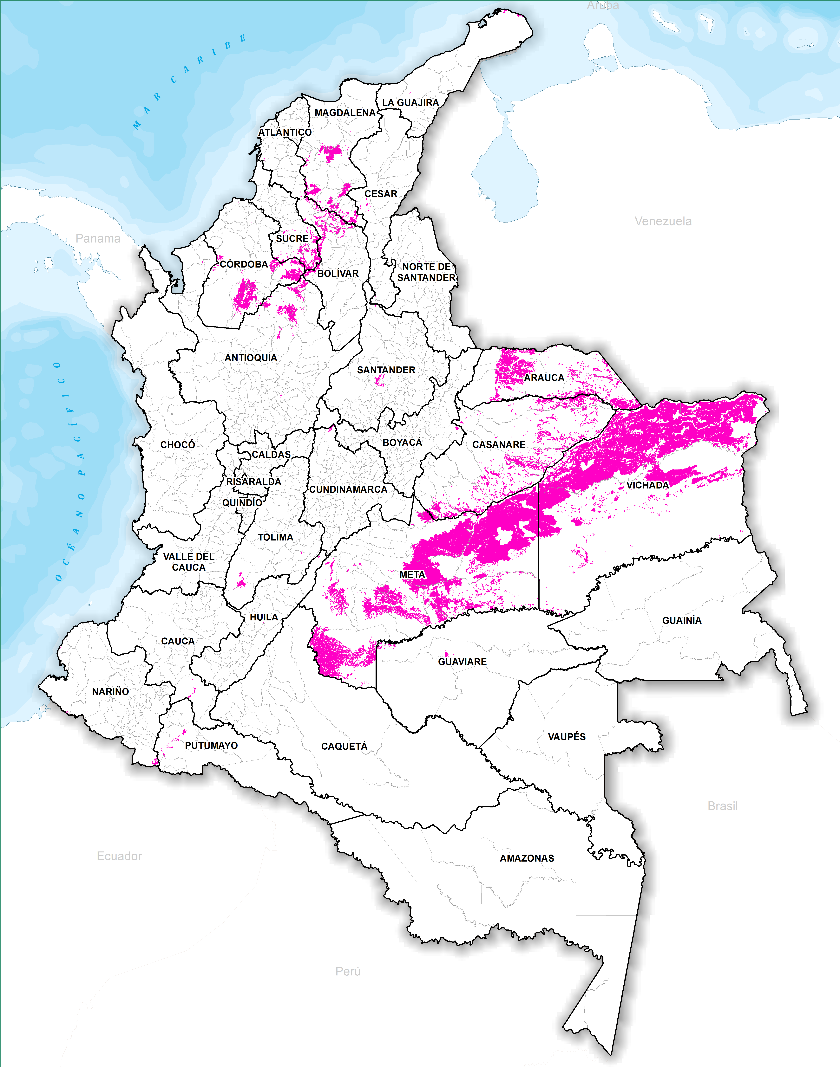 Aruba
MAR CARIBE
LA GUAJIRA
MAGDALENA
ATLÁNTICO
CESAR
Venezuela
Panama
SUCRE
CÓRDOBA
BOLÍVAR
NORTE DE
SANTANDER
ANTIOQUIA
SANTANDER
ARAUCA
OCÉANO PACÍFICO
CHOCÓ
BOYACÁ
CASANARE
CALDAS
RISARALDA
CUNDINAMARCA
VICHADA
QUINDÍO
TOLIMA
VALLE DEL
CAUCA
META
HUILA
GUAINÍA
CAUCA
GUAVIARE
NARIÑO
VAUPÉS
PUTUMAYO
CAQUETÁ
Brasil
Ecuador
AMAZONAS
Perú